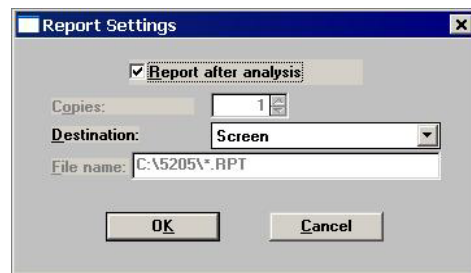 Report Settings
Report after analysis
Copies: 1
Destination: Screen
File name: C:\5205\*.RPT
OK Cancel